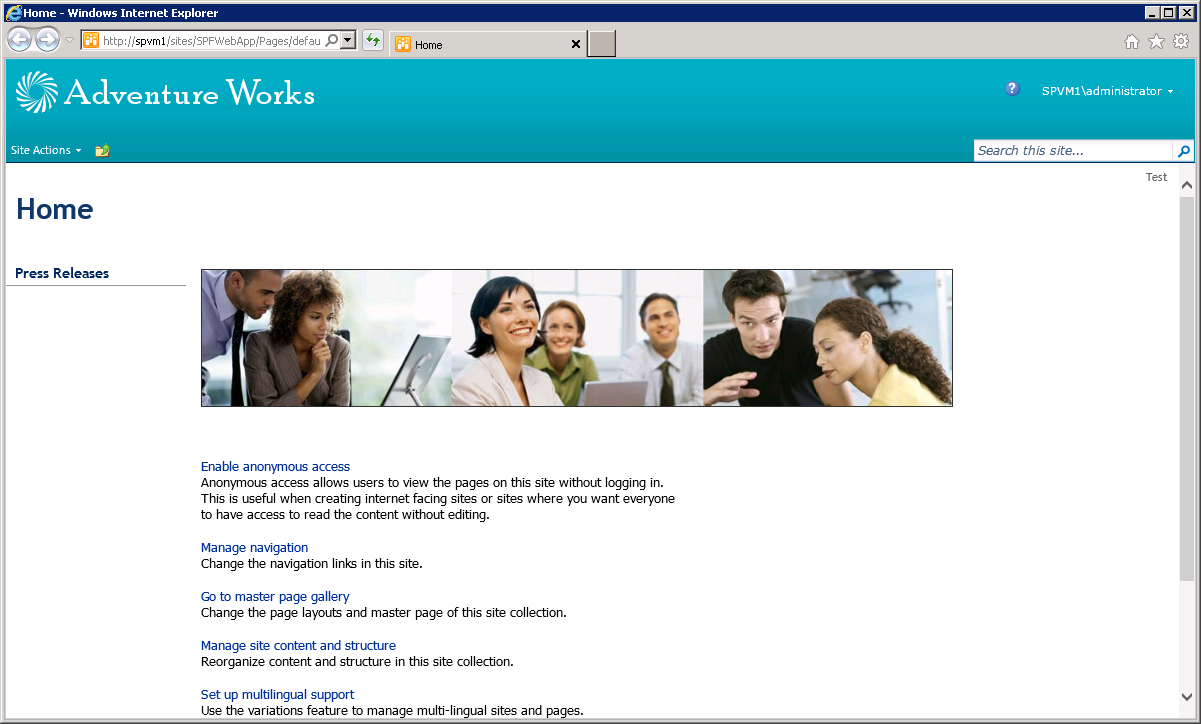 Home - Windows Internet Explorer
http://spvm1/sites/SPFWebApp/Pages/defau
Home
Adventure Works
SPVM1\administrator
Site Actions
Search this site...
Test
Home
Press Releases
Enable anonymous access
Anonymous access allows users to view the pages on this site without logging in.
This is useful when creating internet facing sites or sites where you want everyone
to have access to read the content without editing.
Manage navigation
Change the navigation links in this site.
Go to master page gallery
Change the page layouts and master page of this site collection.
Manage site content and structure
Reorganize content and structure in this site collection.
Set up multilingual support
Use the variations feature to manage multi-lingual sites and pages.